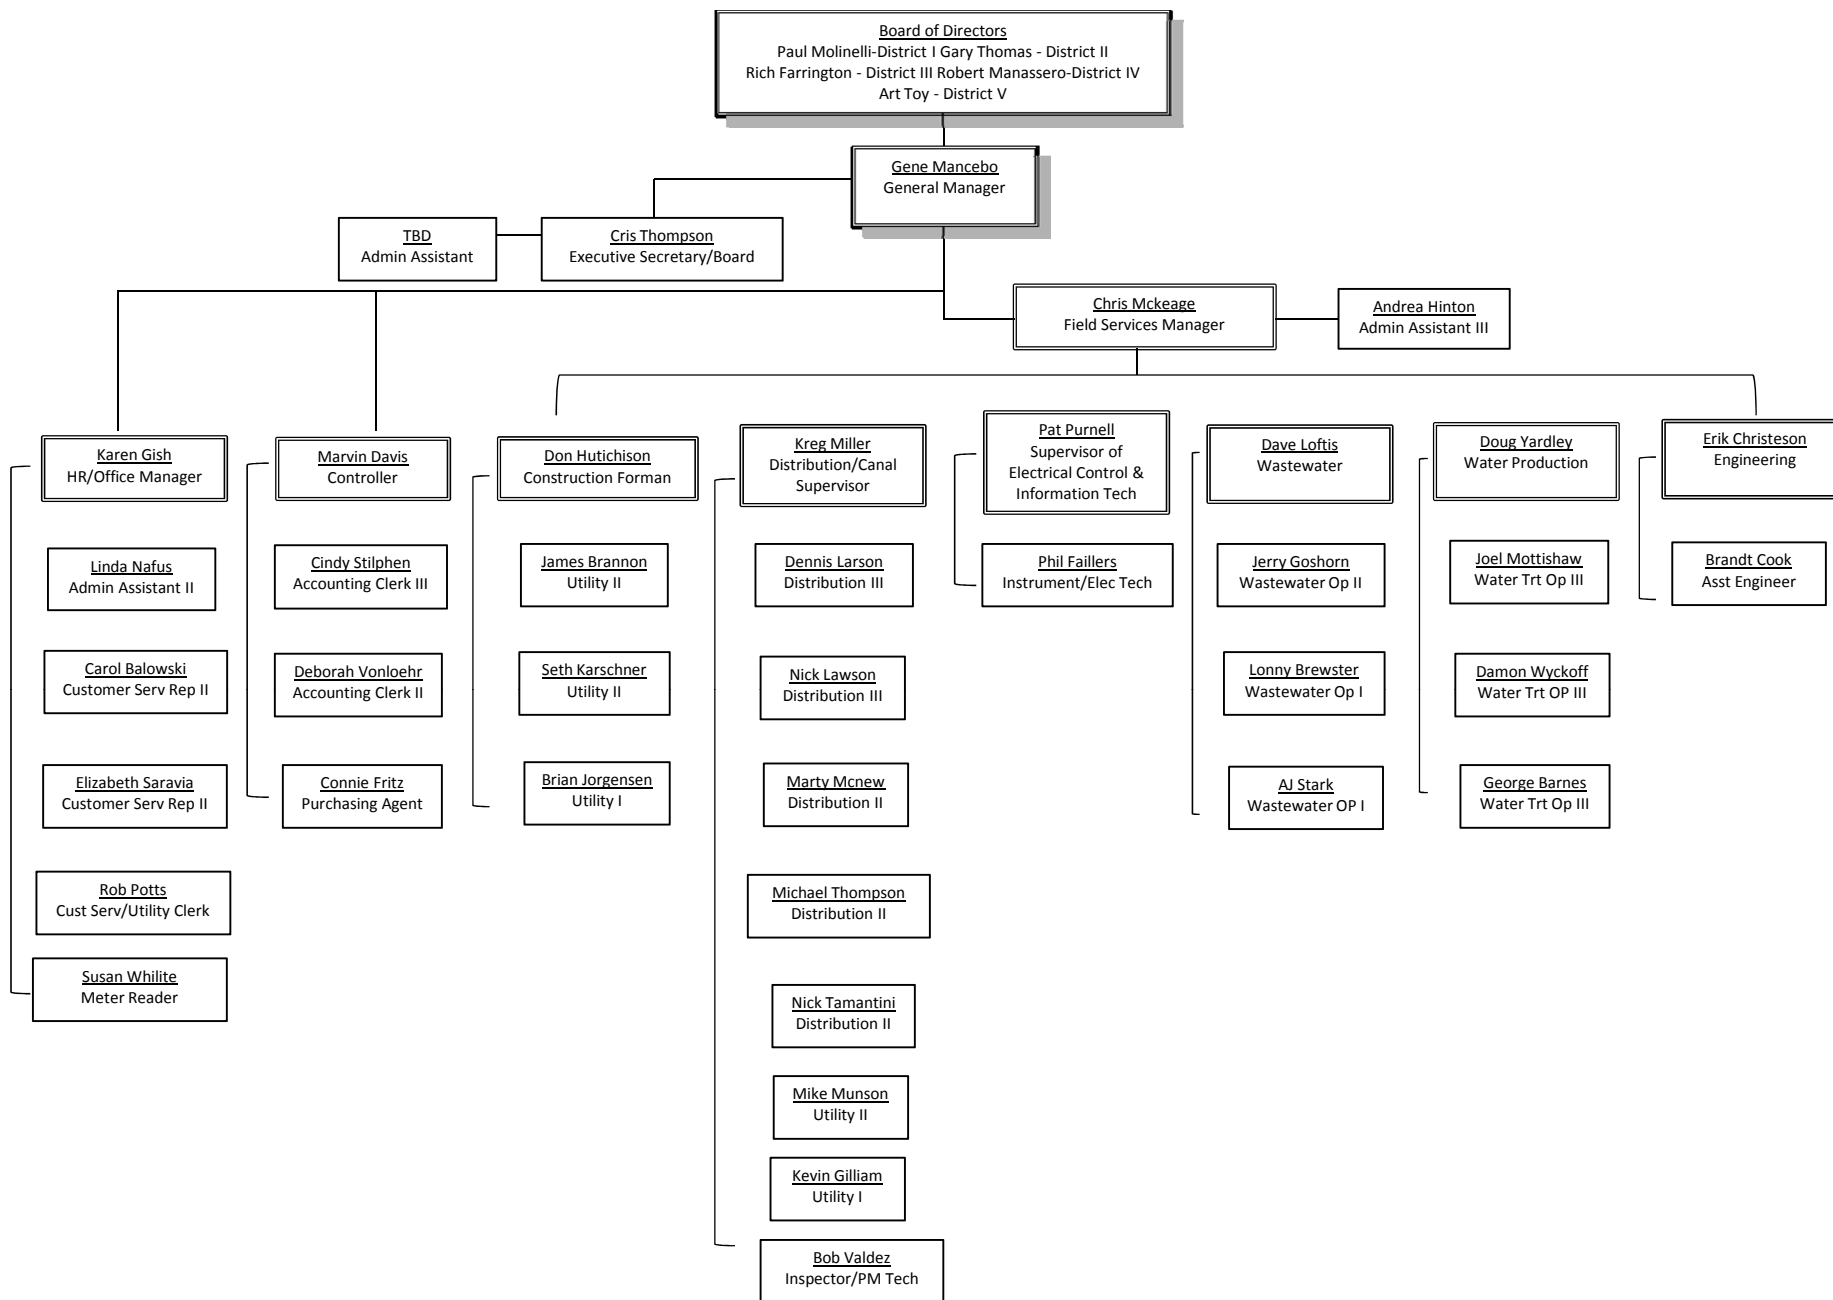 Board of Directors
Paul Molinelli-District I Gary Thomas - District II
Rich Farrington - District III Robert Manassero-District IV
Art Toy - District V
Gene Mancebo
General Manager
TBD
Admin Assistant
Cris Thompson
Executive Secretary/Board
Chris Mckeage
Field Services Manager
Andrea Hinton
Admin Assistant III
Karen Gish
HR/Office Manager
Linda Nafus
Admin Assistant II
Carol Balowski
Customer Serv Rep II
Elizabeth Saravia
Customer Serv Rep II
Rob Potts
Cust Serv/Utility Clerk
Susan Whilite
Meter Reader
Marvin Davis
Controller
Cindy Stilphen
Accounting Clerk III
Deborah Vonloehr
Accounting Clerk II
Connie Fritz
Purchasing Agent
Don Hutichison
Construction Forman
James Brannon
Utility II
Seth Karschner
Utility II
Brian Jorgensen
Utility I
Kreg Miller
Distribution/Canal
Supervisor
Dennis Larson
Distribution III
Nick Lawson
Distribution III
Marty Mcnew
Distribution II
Michael Thompson
Distribution II
Nick Tamantini
Distribution II
Mike Munson
Utility II
Kevin Gilliam
Utility I
Bob Valdez
Inspector/PM Tech
Pat Purnell
Supervisor of
Electrical Control &
Information Tech
Phil Faillers
Instrument/Elec Tech
Dave Loftis
Wastewater
Jerry Goshorn
Wastewater Op II
Lonny Brewster
Wastewater Op I
AJ Stark
Wastewater OP I
Doug Yardley
Water Production
Joel Mottishaw
Water Trt Op III
Damon Wyckoff
Water Trt OP III
George Barnes
Water Trt Op III
Erik Christeson
Engineering
Brandt Cook
Asst Engineer